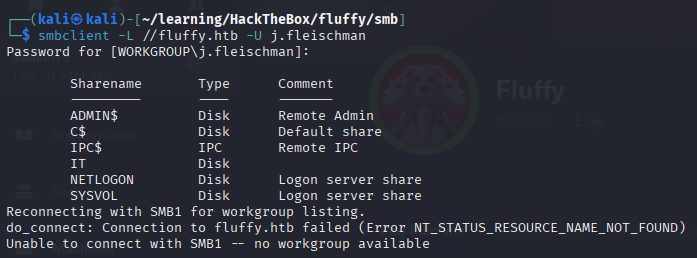 ┌──(kali㉿kali)-[~/learning/HackTheBox/fluffy/smb]
└─$ smbclient -L //fluffy.htb -U j.fleischman
Password for [WORKGROUP\j.fleischman]:
Sharename       Type      Comment
---------       ----      -------
ADMIN$          Disk      Remote Admin
C$              Disk      Default share
IPC$            IPC       Remote IPC
IT              Disk
NETLOGON        Disk      Logon server share
SYSVOL          Disk      Logon server share
Reconnecting with SMB1 for workgroup listing.
do_connect: Connection to fluffy.htb failed (Error NT_STATUS_RESOURCE_NAME_NOT_FOUND)
Unable to connect with SMB1 -- no workgroup available
Fluffy
Windows
Easy